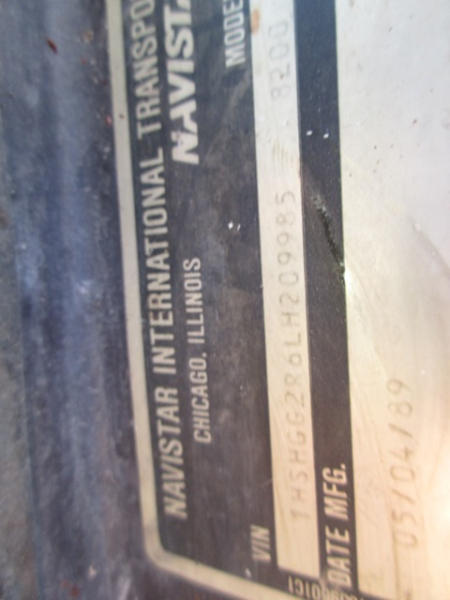 NAVISTAR INTERNATIONAL TRANSPO
CHICAGO, ILLINOIS NAVISTA
VIN MODE
1HSHGG2R6LH209985 8200
DATE MFG.
05/04/89